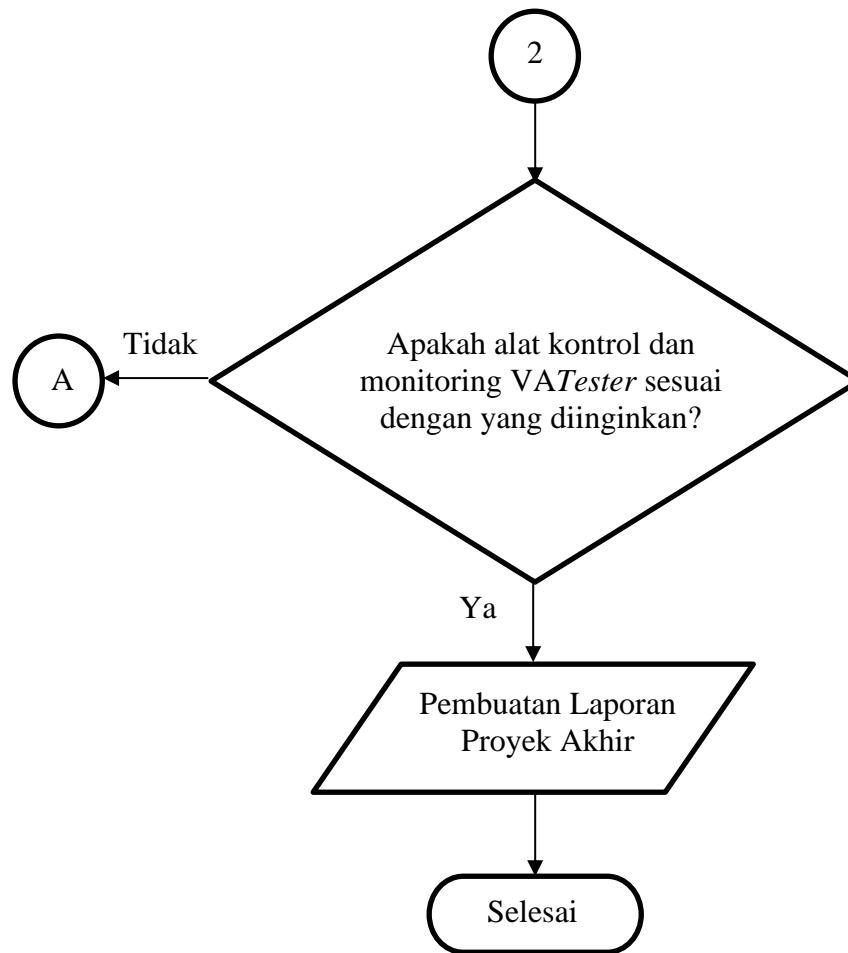 2
Tidak
A
Apakah alat kontrol dan
monitoring VATester sesuai
dengan yang diinginkan?
Ya
Pembuatan Laporan
Proyek Akhir
Selesai